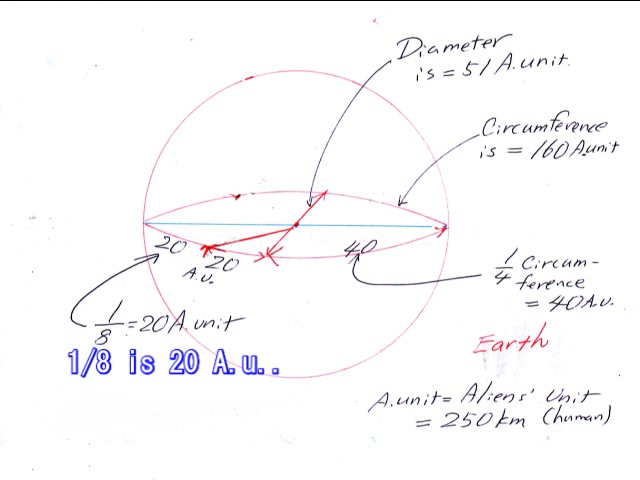 Diameter
is = 51 A.unit.
Circumference
is = 160 A.unit
20
20
A.U.
40
1/4 Circum-
ference
= 40 A.U.
1/8 = 20 A.unit
1/8 is 20 A.u..
Earth
A.unit = Aliens' Unit
= 250 km (human)